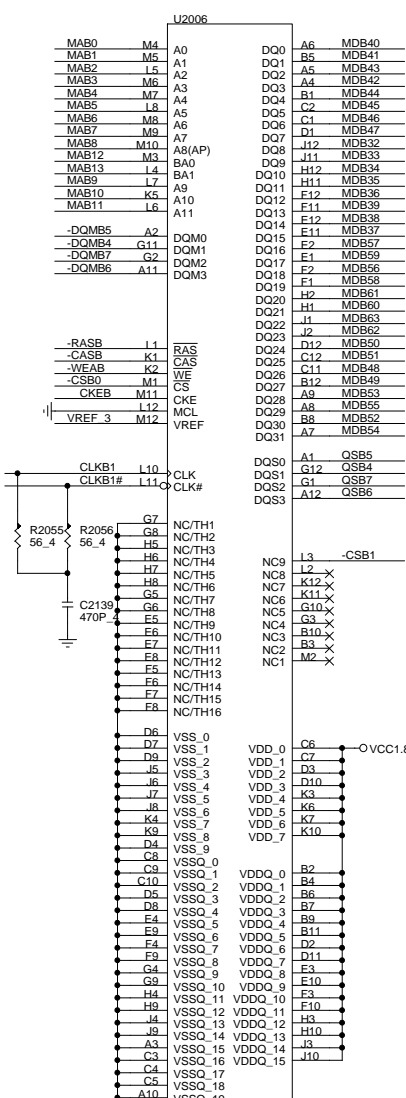 U2006
MAB0 M4 A0
MAB1 M5 A1
MAB2 L5 A2
MAB3 M6 A3
MAB4 M7 A4
MAB5 L8 A5
MAB6 M8 A6
MAB7 M9 A7
MAB8 M10 A8(AP)
MAB12 M3 BA0
MAB13 L4 BA1
MAB9 L7 A9
MAB10 K5 A10
MAB11 L6 A11
-DQMB5 A2 DQM0
-DQMB4 G11 DQM1
-DQMB7 G2 DQM2
-DQMB6 A11 DQM3
-RASB L1 RAS
-CASB K1 CAS
-WEAB K2 WE
-CSB0 M1 CS
CKEB M11 CKE
L12 MCL
VREF_3 M12 VREF
CLKB1 L10 CLK
CLKB1# L11 CLK#
R2055
56_4
R2056
56_4
C2139
470P_4
G7 NC/TH1
G8 NC/TH2
H5 NC/TH3
H6 NC/TH4
H7 NC/TH5
H8 NC/TH6
G5 NC/TH7
G6 NC/TH8
E5 NC/TH9
E6 NC/TH10
E7 NC/TH11
E8 NC/TH12
F5 NC/TH13
F6 NC/TH14
F7 NC/TH15
F8 NC/TH16
D6 VSS_0
D7 VSS_1
D9 VSS_2
J5 VSS_3
J6 VSS_4
J7 VSS_5
J8 VSS_6
K4 VSS_7
K9 VSS_8
D4 VSS_9
C8 VSSQ_0
C9 VSSQ_1
C10 VSSQ_2
D5 VSSQ_3
D8 VSSQ_4
E4 VSSQ_5
E9 VSSQ_6
F4 VSSQ_7
F9 VSSQ_8
G4 VSSQ_9
G9 VSSQ_10
H4 VSSQ_11
H9 VSSQ_12
J4 VSSQ_13
J9 VSSQ_14
A3 VSSQ_15
C3 VSSQ_16
C4 VSSQ_17
C5 VSSQ_18
A10
DQ0 A6 MDB40
DQ1 B5 MDB41
DQ2 A5 MDB43
DQ3 A4 MDB42
DQ4 B1 MDB44
DQ5 C2 MDB45
DQ6 C1 MDB46
DQ7 D1 MDB47
DQ8 J12 MDB32
DQ9 J11 MDB33
DQ10 H12 MDB34
DQ11 H11 MDB35
DQ12 F12 MDB36
DQ13 F11 MDB39
DQ14 E12 MDB38
DQ15 E11 MDB37
DQ16 E2 MDB57
DQ17 E1 MDB59
DQ18 F2 MDB56
DQ19 F1 MDB58
DQ20 H2 MDB61
DQ21 H1 MDB60
DQ22 J1 MDB63
DQ23 J2 MDB62
DQ24 D12 MDB50
DQ25 C12 MDB51
DQ26 C11 MDB48
DQ27 B12 MDB49
DQ28 A9 MDB53
DQ29 A8 MDB55
DQ30 B8 MDB52
DQ31 A7 MDB54
DQS0 A1 QSB5
DQS1 G12 QSB4
DQS2 G1 QSB7
DQS3 A12 QSB6
NC9 L3 -CSB1
NC8 L2
NC7 K12
NC6 K11
NC5 G10
NC4 G3
NC3 B10
NC2 B3
NC1 M2
VDD_0 C6 VCC1.8
VDD_1 C7
VDD_2 D3
VDD_3 D10
VDD_4 K3
VDD_5 K6
VDD_6 K7
VDD_7 K10
VDDQ_0 B2
VDDQ_1 B4
VDDQ_2 B6
VDDQ_3 B7
VDDQ_4 B9
VDDQ_5 B11
VDDQ_6 D2
VDDQ_7 D11
VDDQ_8 E3
VDDQ_9 E10
VDDQ_10 F3
VDDQ_11 F10
VDDQ_12 H3
VDDQ_13 H10
VDDQ_14 J3
VDDQ_15 J10